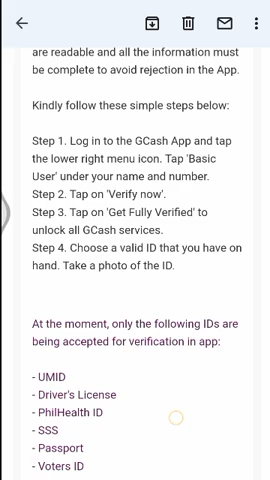 are readable and all the information must
be complete to avoid rejection in the App.
Kindly follow these simple steps below:
Step 1. Log in to the GCash App and tap
the lower right menu icon. Tap 'Basic
User' under your name and number.
Step 2. Tap on 'Verify now'.
Step 3. Tap on 'Get Fully Verified' to
unlock all GCash services.
Step 4. Choose a valid ID that you have on
hand. Take a photo of the ID.
At the moment, only the following IDs are
being accepted for verification in app:
- UMID
- Driver's License
- PhilHealth ID
- SSS
- Passport
- Voters ID